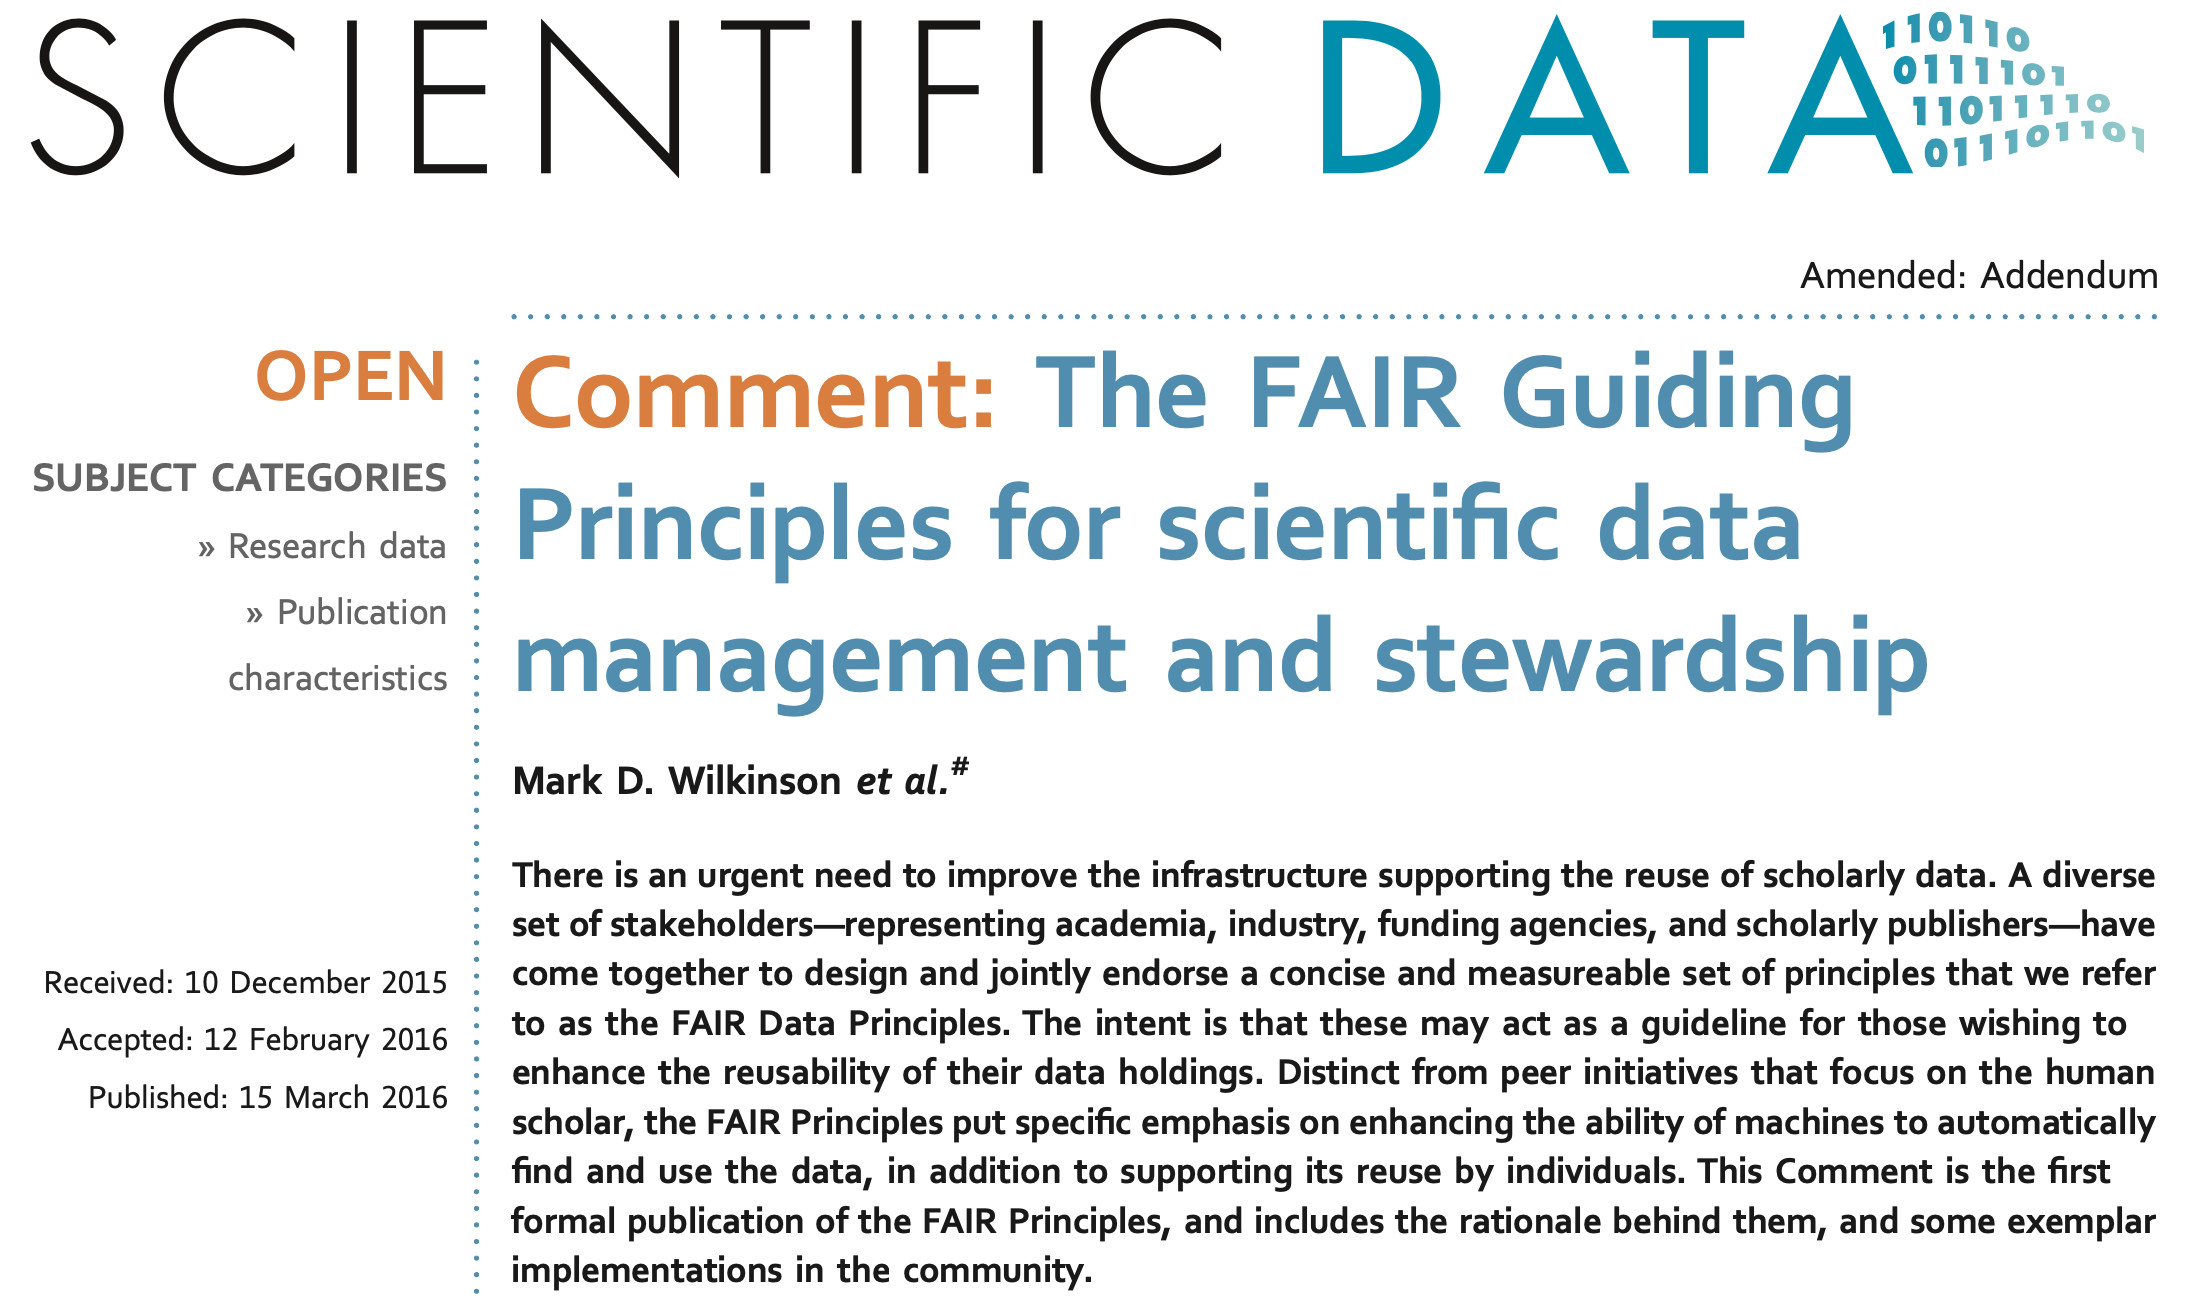 SCIENTIFIC DATA
110110
0111101
110111110
011101101
Amended: Addendum
OPEN
SUBJECT CATEGORIES
» Research data
» Publication
characteristics
Received: 10 December 2015
Accepted: 12 February 2016
Published: 15 March 2016
Comment: The FAIR Guiding
Principles for scientific data
management and stewardship
Mark D. Wilkinson et al.#
There is an urgent need to improve the infrastructure supporting the reuse of scholarly data. A diverse
set of stakeholders—representing academia, industry, funding agencies, and scholarly publishers—have
come together to design and jointly endorse a concise and measureable set of principles that we refer
to as the FAIR Data Principles. The intent is that these may act as a guideline for those wishing to
enhance the reusability of their data holdings. Distinct from peer initiatives that focus on the human
scholar, the FAIR Principles put specific emphasis on enhancing the ability of machines to automatically
find and use the data, in addition to supporting its reuse by individuals. This Comment is the first
formal publication of the FAIR Principles, and includes the rationale behind them, and some exemplar
implementations in the community.